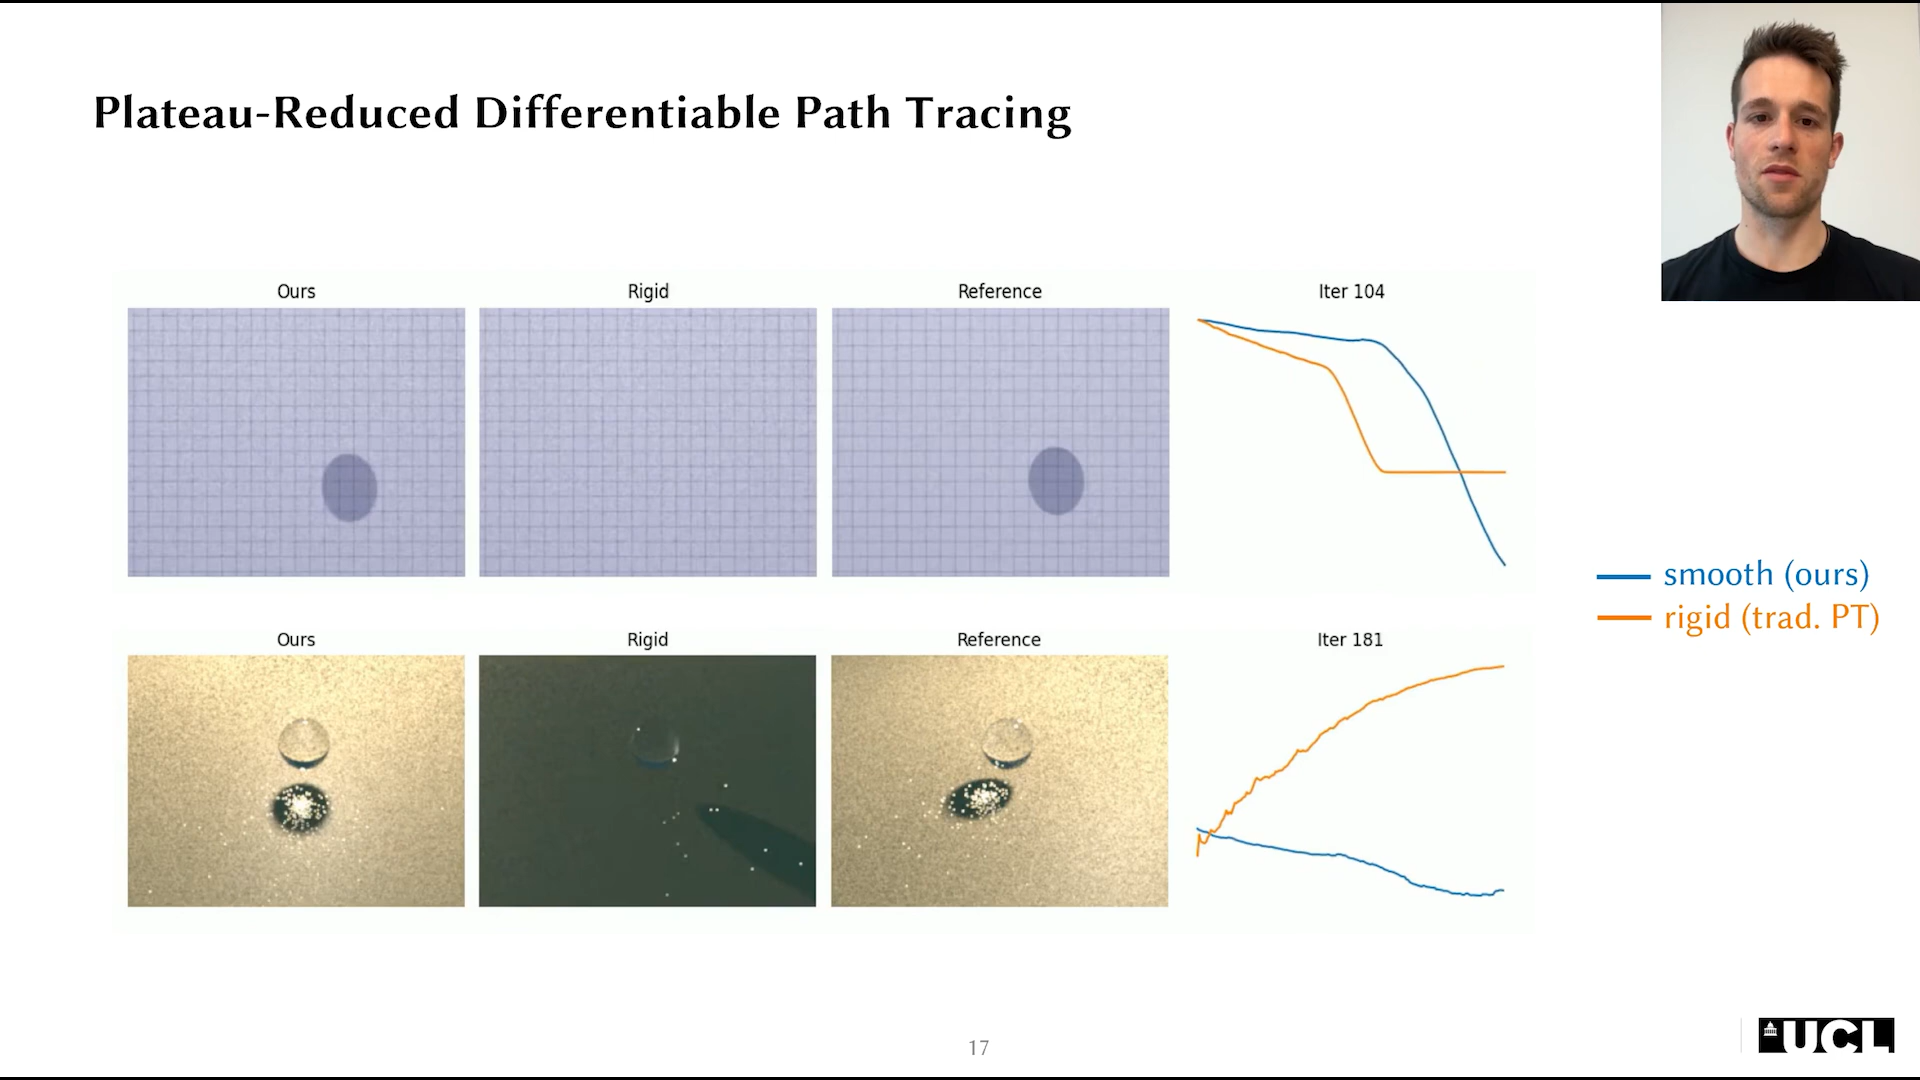 Plateau-Reduced Differentiable Path Tracing
Ours
Rigid
Reference
Iter 104
smooth (ours)
rigid (trad. PT)
Ours
Rigid
Reference
Iter 181
17
UCL